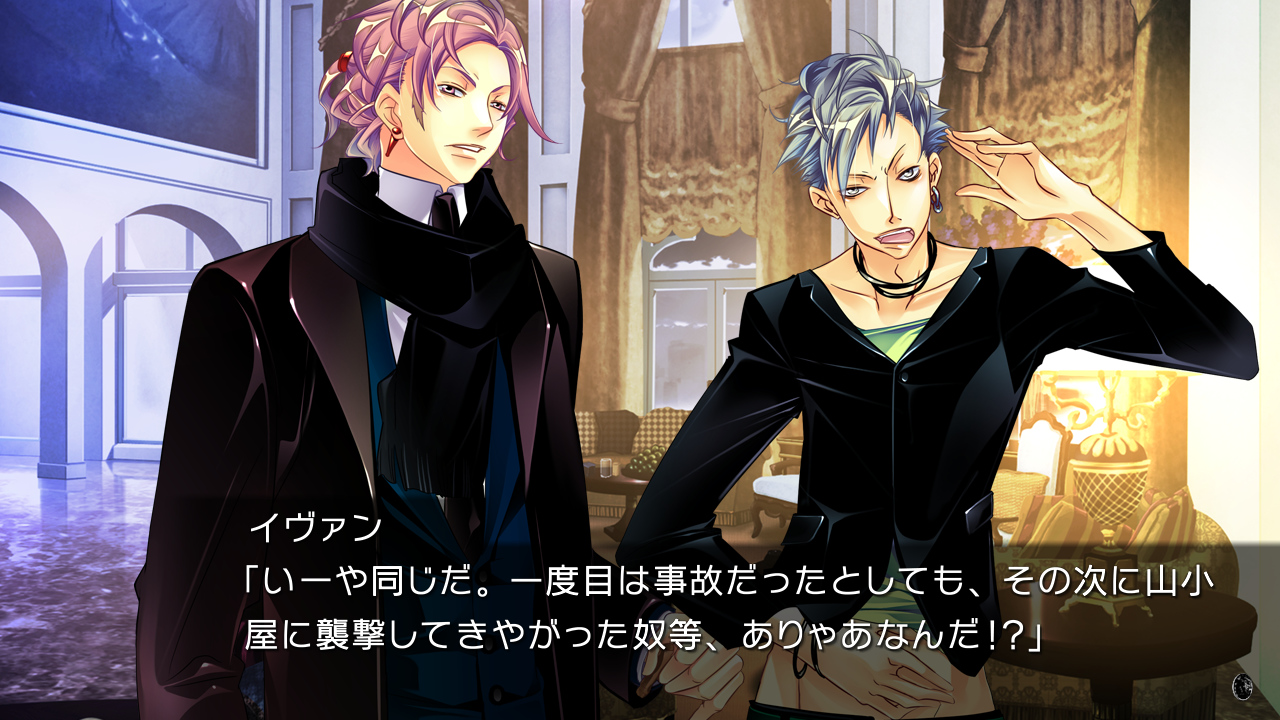 イヴァン
「いーや同じだ。一度目は事故だったとしても、その次に山小
屋に襲撃してきやがった奴等、ありゃあなんだ!?」